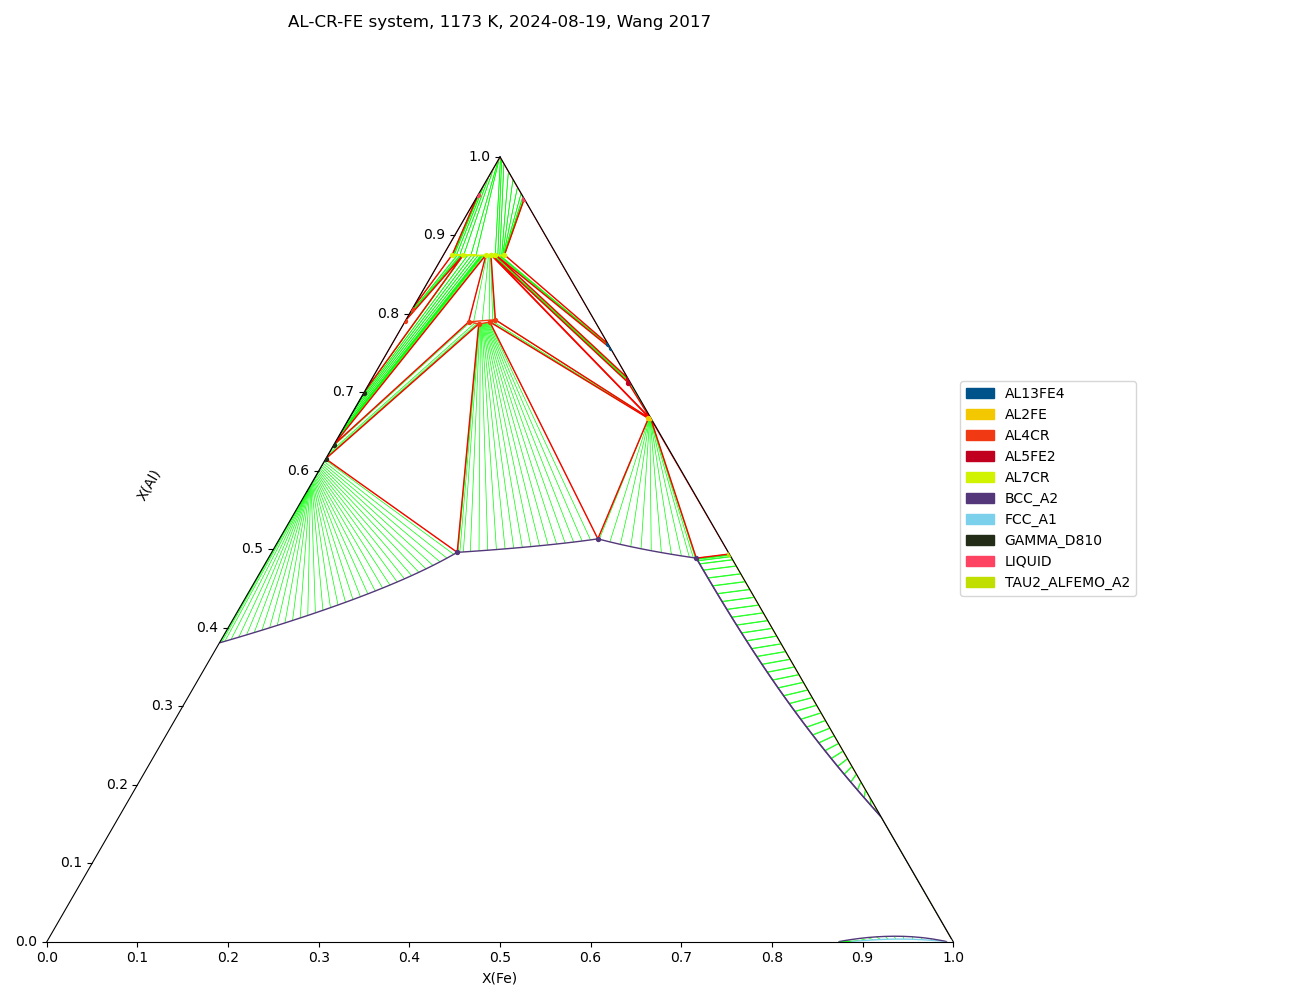 AL-CR-FE system, 1173 K, 2024-08-19, Wang 2017
1.0
0.9
0.8
0.7
0.6
0.5
0.4
0.3
0.2
0.1
0.0
X(Al)
0.0 0.1 0.2 0.3 0.4 0.5 0.6 0.7 0.8 0.9 1.0
X(Fe)
AL13FE4
AL2FE
AL4CR
AL5FE2
AL7CR
BCC_A2
FCC_A1
GAMMA_D810
LIQUID
TAU2_ALFEMO_A2